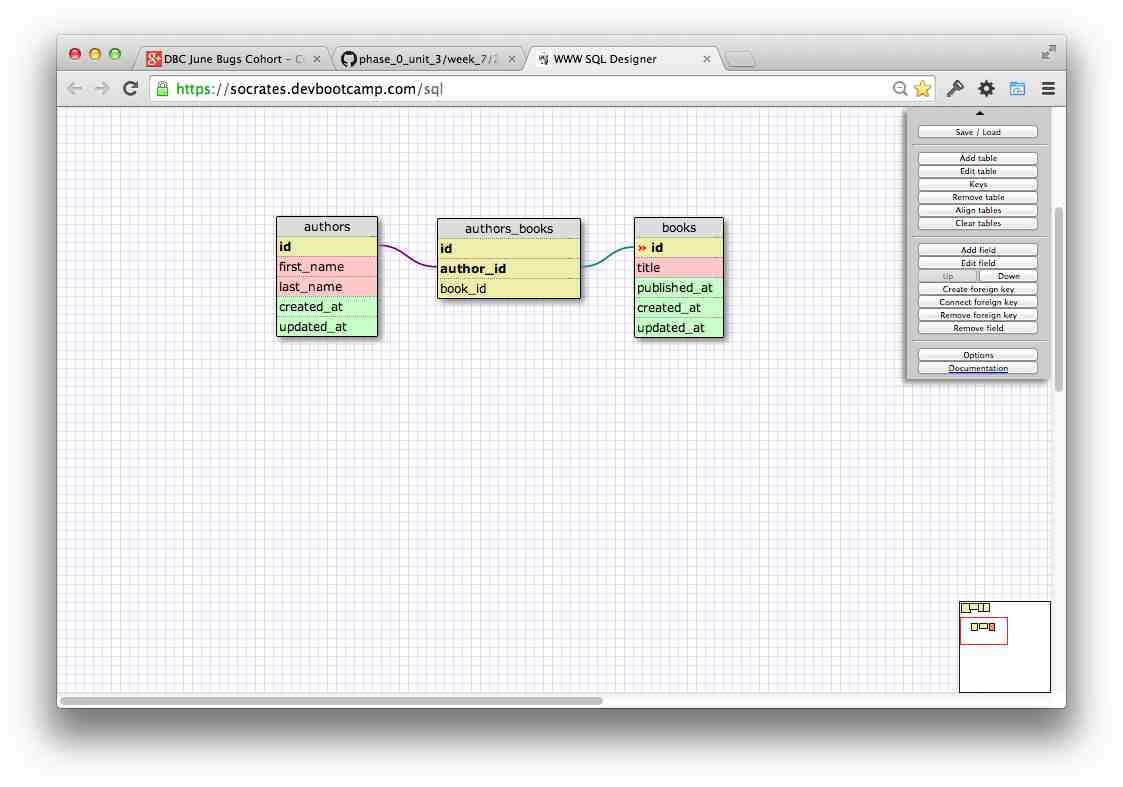 DBC June Bugs Cohort – C
phase_0_unit_3/week_7/
WWW SQL Designer
https://socrates.devbootcamp.com/sql
Save / Load
Add table
Edit table
Keys
Remove table
Align tables
Clear tables
Add field
Edit field
Up Down
Create foreign key
Connect foreign key
Remove foreign key
Remove field
Options
Documentation
authors
id
first_name
last_name
created_at
updated_at
authors_books
id
author_id
book_id
books
» id
title
published_at
created_at
updated_at